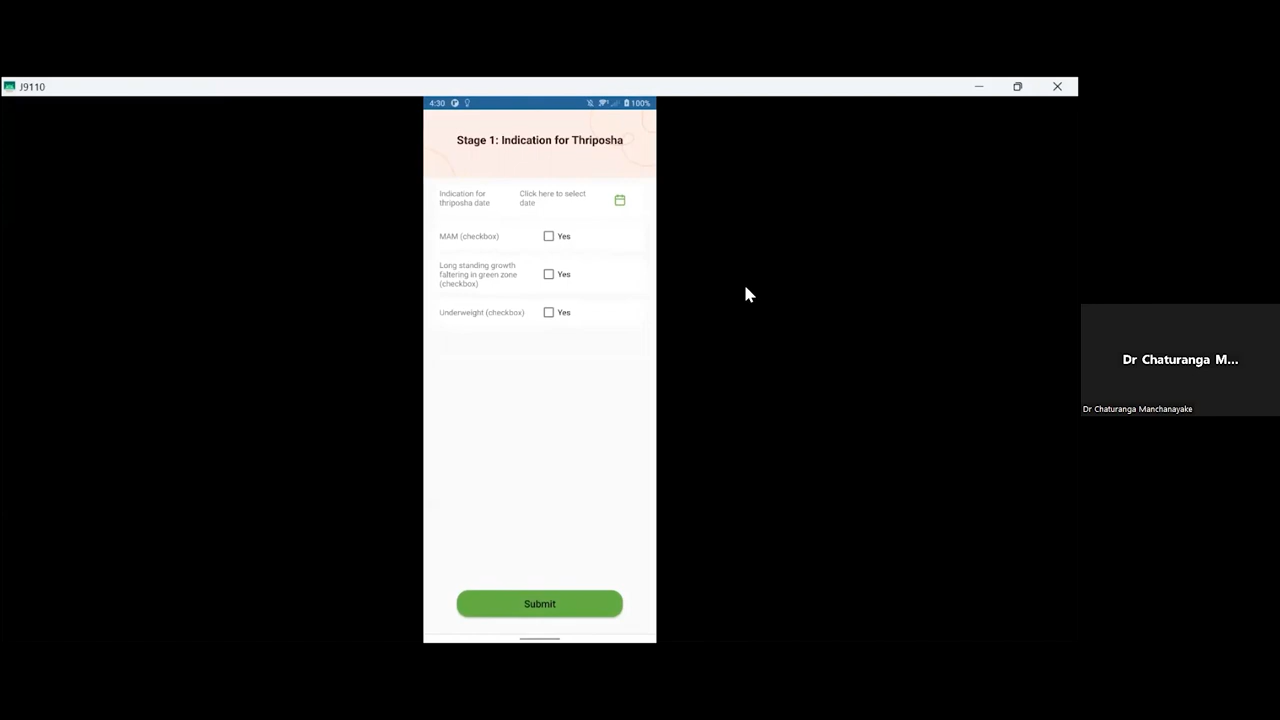 J9110
4:30
100%
Stage 1: Indication for Thriposha
Indication for
thriposha date
Click here to select
date
MAM (checkbox)
Yes
Long standing growth
faltering in green zone
(checkbox)
Yes
Underweight (checkbox)
Yes
Submit
Dr Chaturanga M...
Dr Chaturanga Manchanayake